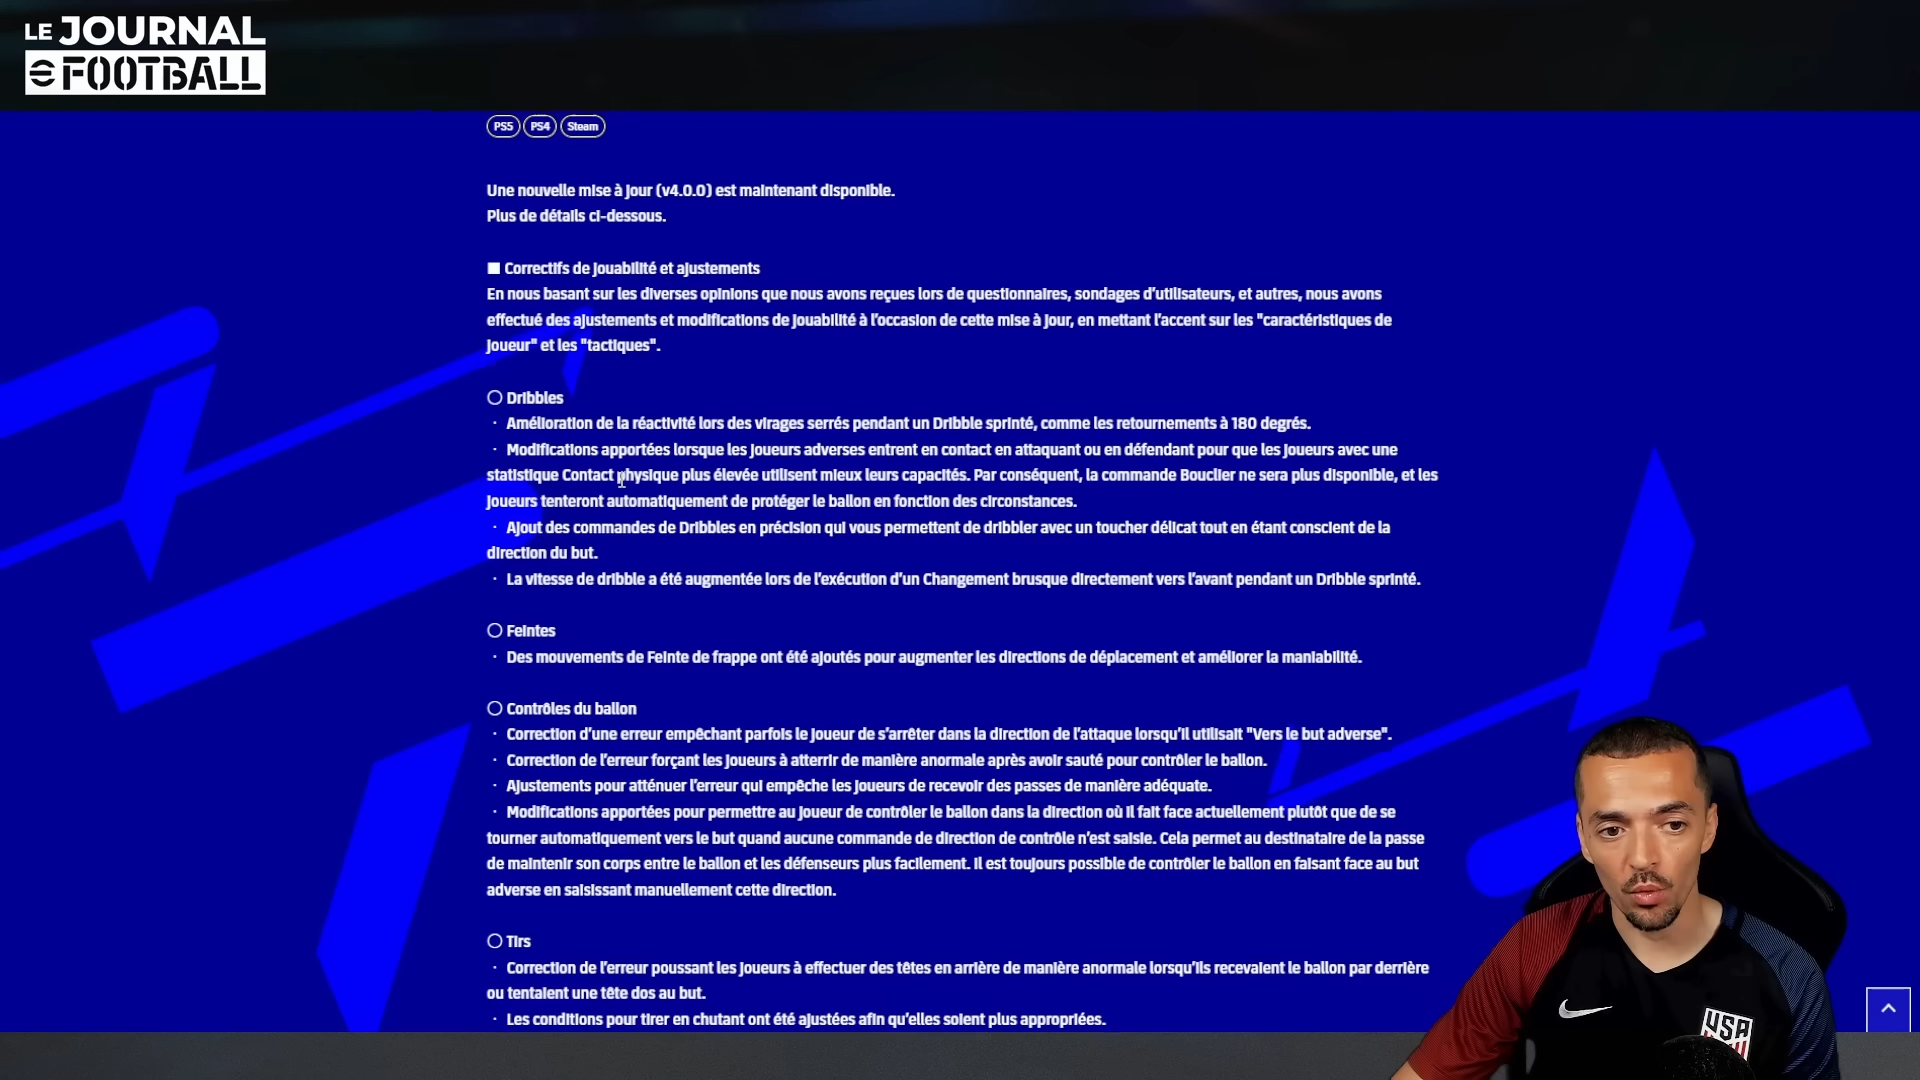 LE JOURNAL
eFOOTBALL
PS5 PS4 Steam
Une nouvelle mise à jour (v4.0.0) est maintenant disponible.
Plus de détails ci-dessous.
■ Correctifs de jouabilité et ajustements
En nous basant sur les diverses opinions que nous avons reçues lors de questionnaires, sondages d'utilisateurs, et autres, nous avons
effectué des ajustements et modifications de jouabilité à l'occasion de cette mise à jour, en mettant l'accent sur les "caractéristiques de
joueur" et les "tactiques".
○ Dribbles
・ Amélioration de la réactivité lors des virages serrés pendant un Dribble sprinté, comme les retournements à 180 degrés.
・ Modifications apportées lorsque les joueurs adverses entrent en contact en attaquant ou en défendant pour que les joueurs avec une
statistique Contact physique plus élevée utilisent mieux leurs capacités. Par conséquent, la commande Bouclier ne sera plus disponible, et les
joueurs tenteront automatiquement de protéger le ballon en fonction des circonstances.
・ Ajout des commandes de Dribbles en précision qui vous permettent de dribbler avec un toucher délicat tout en étant conscient de la
direction du but.
・ La vitesse de dribble a été augmentée lors de l'exécution d'un Changement brusque directement vers l'avant pendant un Dribble sprinté.
○ Feintes
・ Des mouvements de Feinte de frappe ont été ajoutés pour augmenter les directions de déplacement et améliorer la maniabilité.
○ Contrôles du ballon
・ Correction d'une erreur empêchant parfois le joueur de s'arrêter dans la direction de l'attaque lorsqu'il utilisait "Vers le but adverse".
・ Correction de l'erreur forçant les joueurs à atterrir de manière anormale après avoir sauté pour contrôler le ballon.
・ Ajustements pour atténuer l'erreur qui empêche les joueurs de recevoir des passes de manière adéquate.
・ Modifications apportées pour permettre au joueur de contrôler le ballon dans la direction où il fait face actuellement plutôt que de se
tourner automatiquement vers le but quand aucune commande de direction de contrôle n'est saisie. Cela permet au destinataire de la passe
de maintenir son corps entre le ballon et les défenseurs plus facilement. Il est toujours possible de contrôler le ballon en faisant face au but
adverse en saisissant manuellement cette direction.
○ Tirs
・ Correction de l'erreur poussant les joueurs à effectuer des têtes en arrière de manière anormale lorsqu'ils recevaient le ballon par derrière
ou tentaient une tête dos au but.
・ Les conditions pour tirer en chutant ont été ajustées afin qu'elles soient plus appropriées.
USA